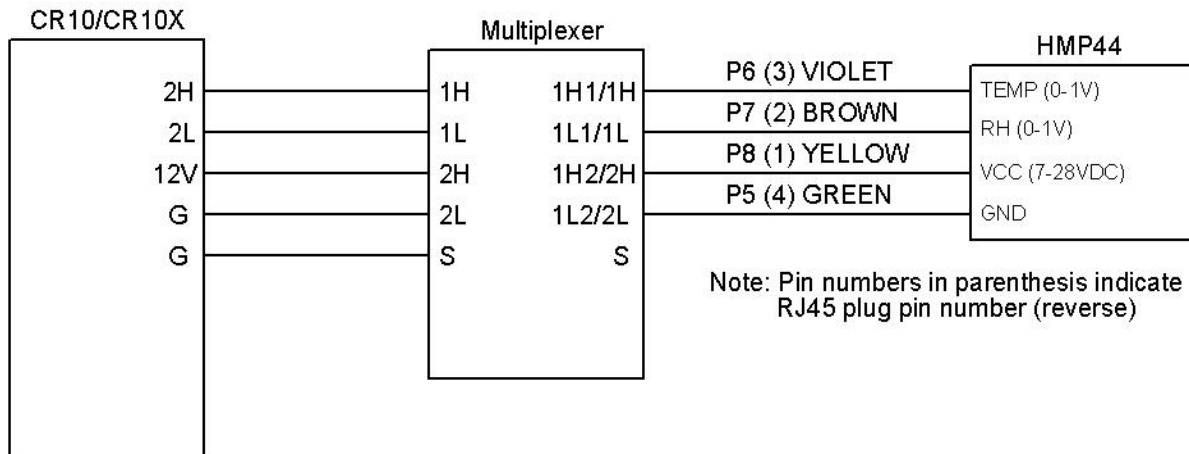 CR10/CR10X
2H
2L
12V
G
G
Multiplexer
1H 1H1/1H
1L 1L1/1L
2H 1H2/2H
2L 1L2/2L
S S
P6 (3) VIOLET
P7 (2) BROWN
P8 (1) YELLOW
P5 (4) GREEN
HMP44
TEMP (0-1V)
RH (0-1V)
VCC (7-28VDC)
GND
Note: Pin numbers in parenthesis indicate
RJ45 plug pin number (reverse)